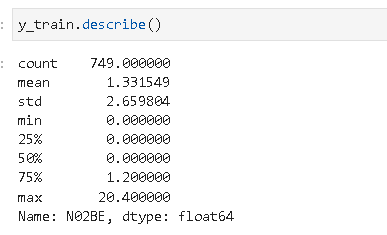 : y_train.describe()
: count    749.000000
mean       1.331549
std        2.659804
min        0.000000
25%        0.000000
50%        0.000000
75%        1.200000
max       20.400000
Name: N02BE, dtype: float64